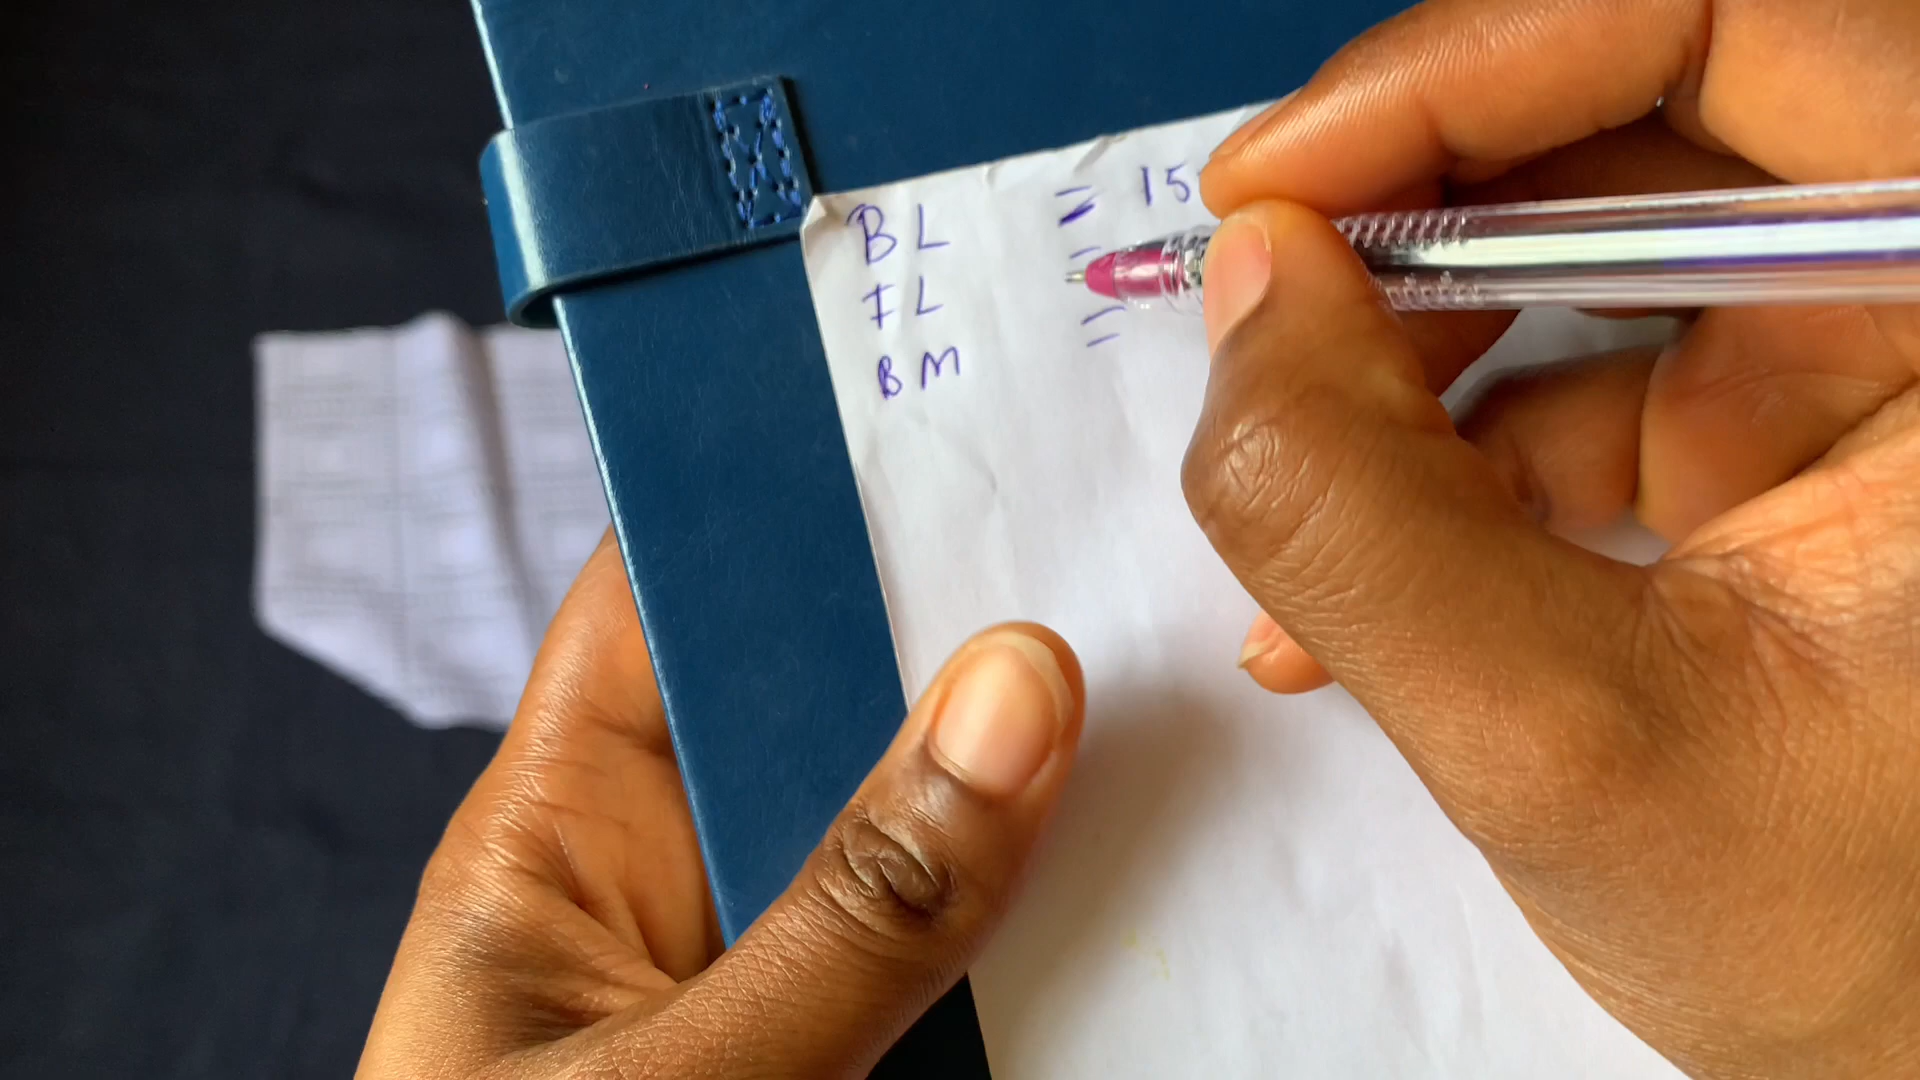 BL = 15
FL =
BM =